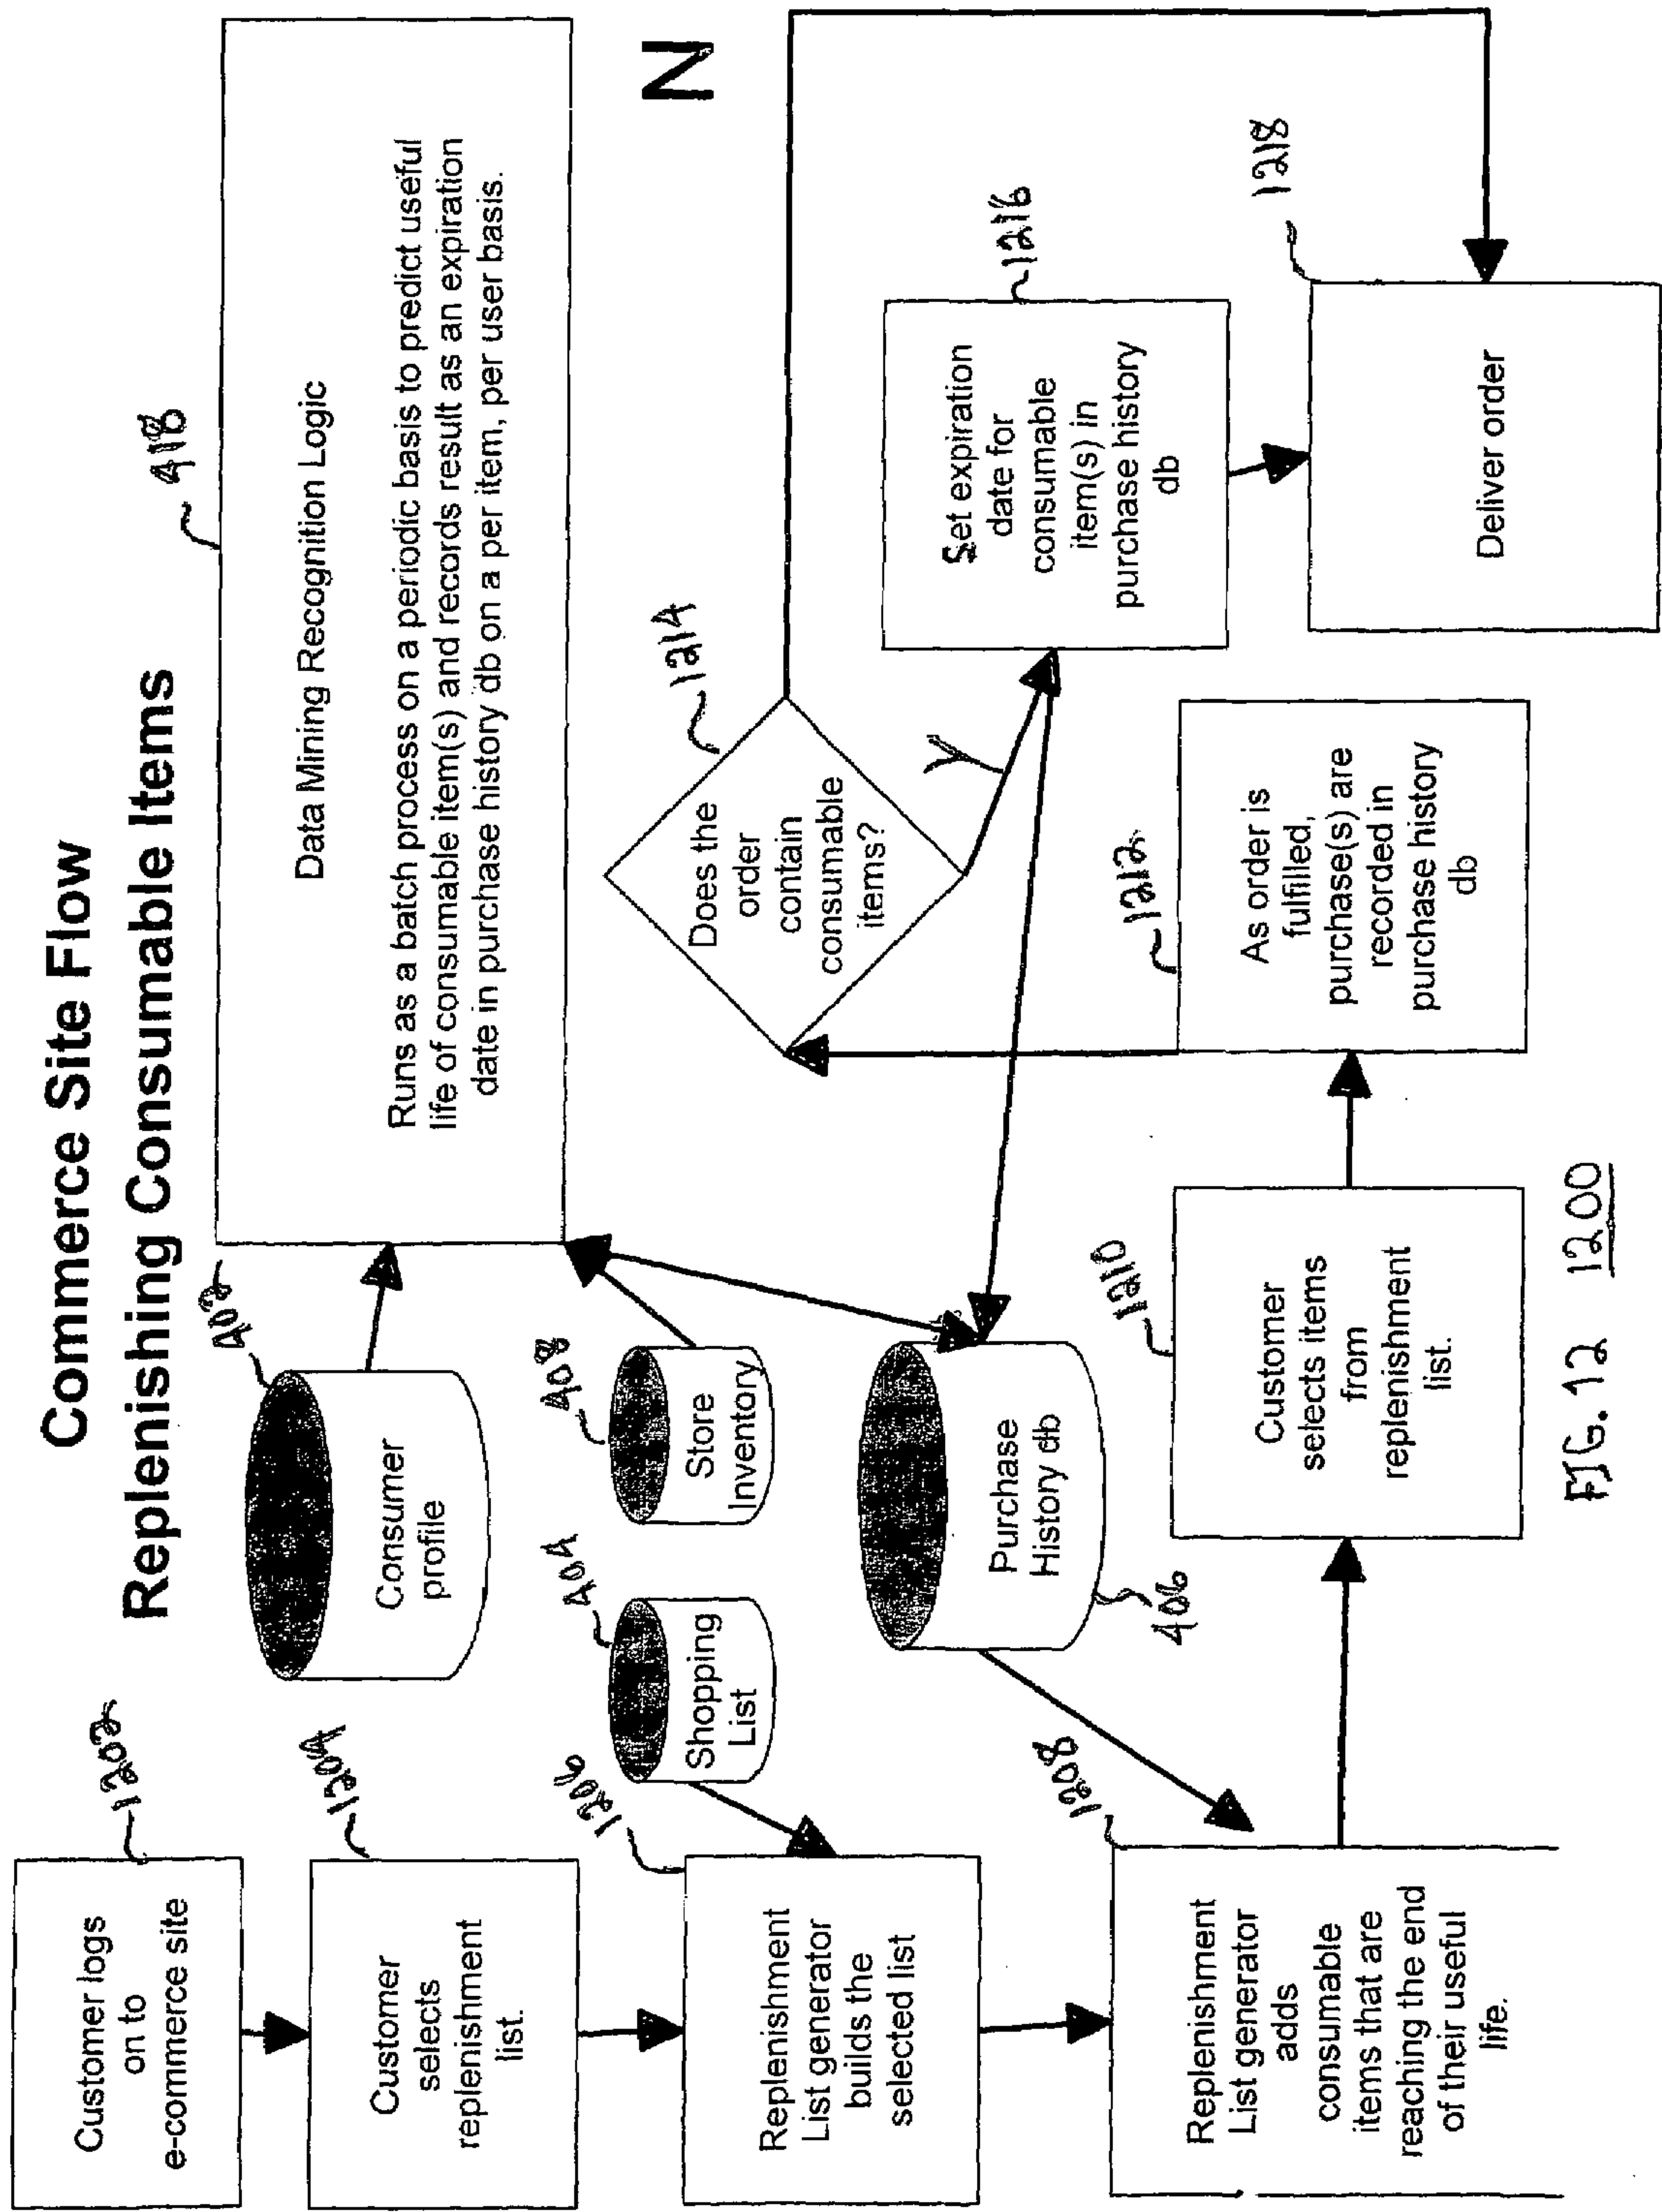 Commerce Site Flow
Replenishing Consumable Items
1202
Customer logs
on to
e-commerce site
1204
Customer
selects
replenishment
list.
1206
Replenishment
List generator
builds the
selected list
1208
Replenishment
List generator
adds
consumable
items that are
reaching the end
of their useful
life.
402
Consumer
profile
404
Shopping
List
408
Store
Inventory
Purchase
History db
406
418
Data Mining Recognition Logic
Runs as a batch process on a periodic basis to predict useful
life of consumable item(s) and records result as an expiration
date in purchase history db on a per item, per user basis.
1210
Customer
selects items
from
replenishment
list.
1212
As order is
fulfilled,
purchase(s) are
recorded in
purchase history
db
1214
Does the
order
contain
consumable
items?
Y
N
1216
Set expiration
date for
consumable
item(s) in
purchase history
db
1218
Deliver order
FIG. 12 1200